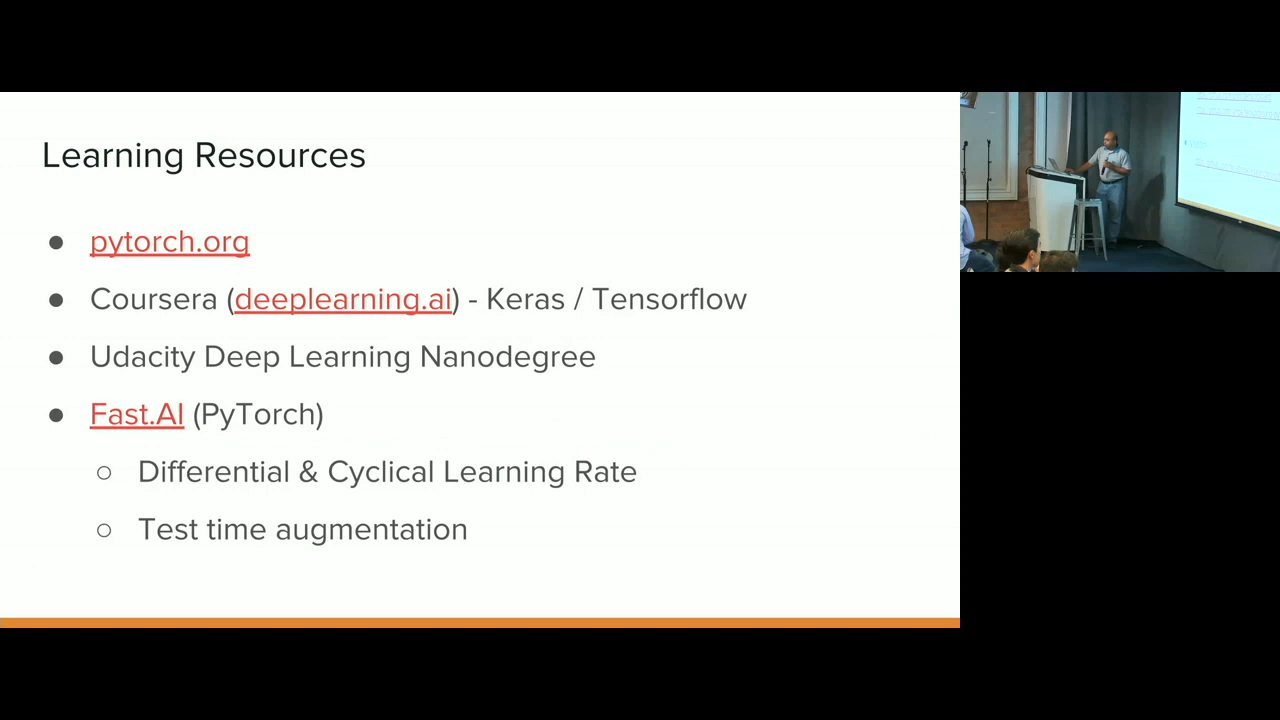 Learning Resources
● pytorch.org
● Coursera (deeplearning.ai) - Keras / Tensorflow
● Udacity Deep Learning Nanodegree
● Fast.AI (PyTorch)
○ Differential & Cyclical Learning Rate
○ Test time augmentation